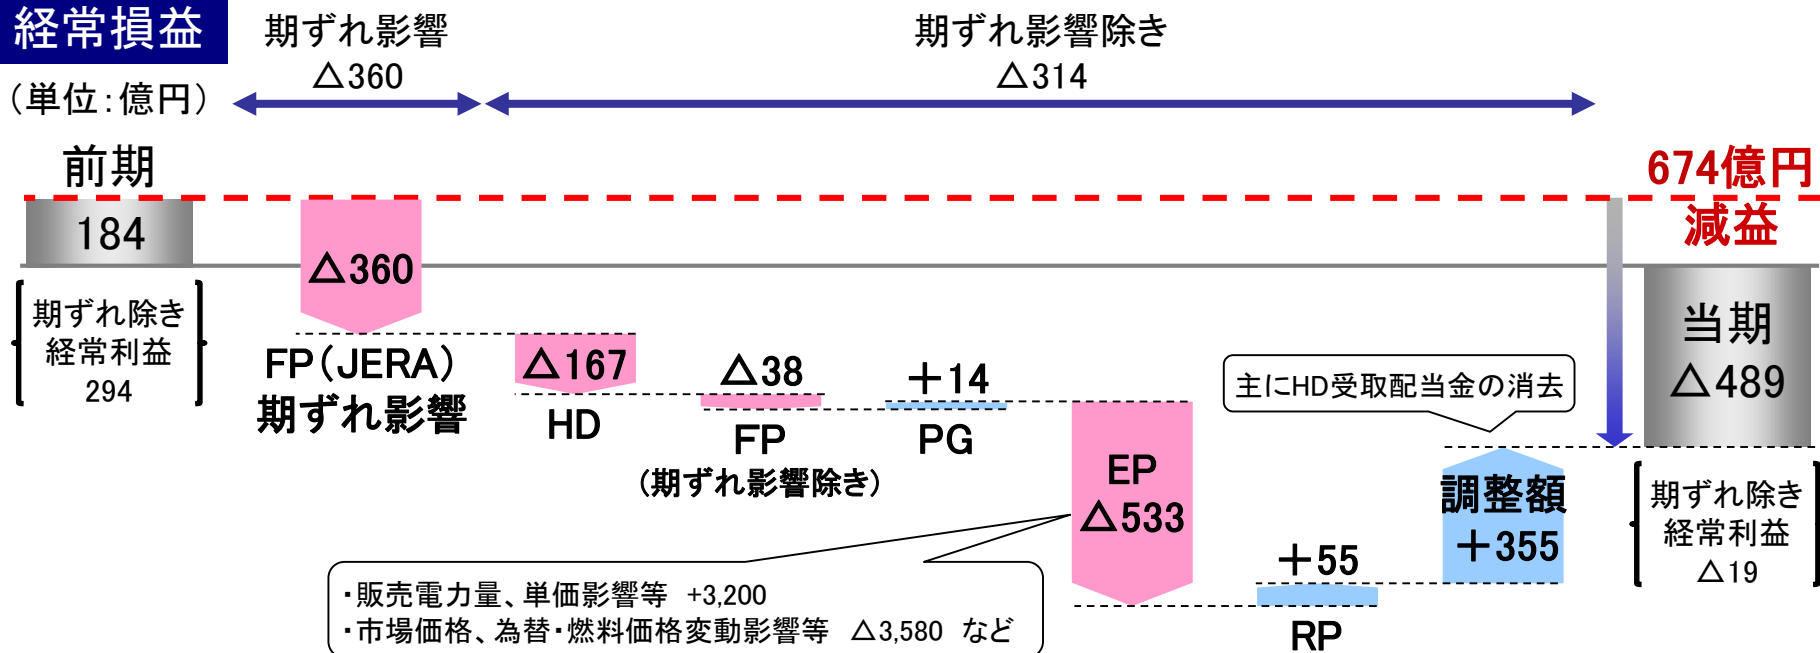 経常損益
(単位:億円)
期ずれ影響
△360
期ずれ影響除き
△314
前期
184
期ずれ除き
経常利益
294
△360
FP(JERA)
期ずれ影響
△167
HD
△38
FP
(期ずれ影響除き)
+14
PG
EP
△533
・販売電力量、単価影響等 +3,200
・市場価格、為替・燃料価格変動影響等 △3,580 など
+55
RP
主にHD受取配当金の消去
調整額
+355
674億円
減益
当期
△489
期ずれ除き
経常利益
△19